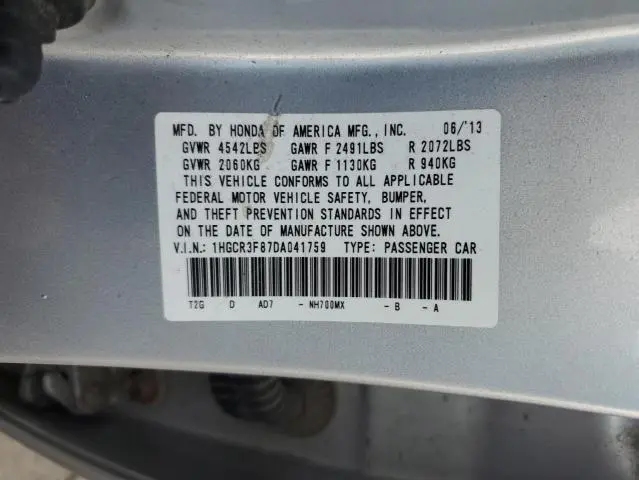 MFD. BY HONDA OF AMERICA MFG., INC. 06/'13
GVWR 4542LBS GAWR F 2491LBS R 2072LBS
GVWR 2060KG GAWR F 1130KG R 940KG
THIS VEHICLE CONFORMS TO ALL APPLICABLE
FEDERAL MOTOR VEHICLE SAFETY, BUMPER,
AND THEFT PREVENTION STANDARDS IN EFFECT
ON THE DATE OF MANUFACTURE SHOWN ABOVE.
V.I.N.: 1HGCR3F87DA041759 TYPE: PASSENGER CAR
T2G D AD7 - NH700MX - B - A